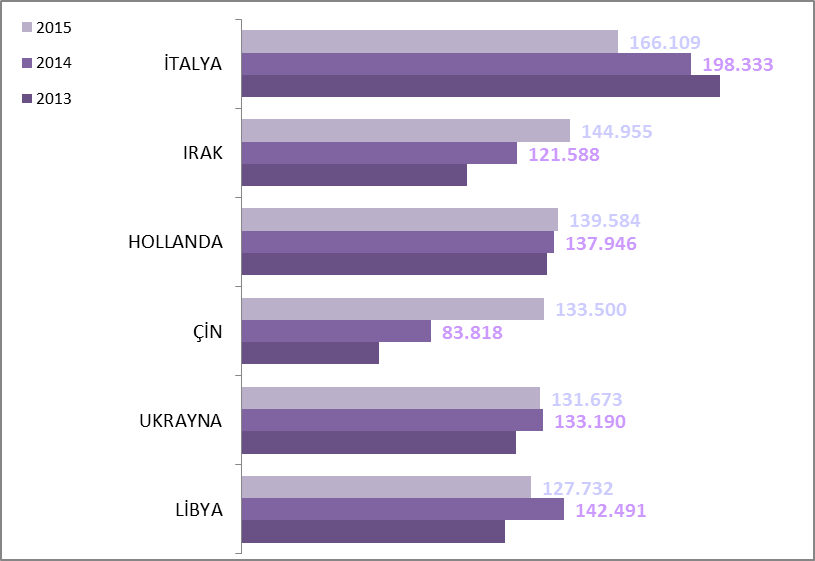 2015
2014
2013
İTALYA
166.109
198.333
IRAK
144.955
121.588
HOLLANDA
139.584
137.946
ÇİN
133.500
83.818
UKRAYNA
131.673
133.190
LİBYA
127.732
142.491